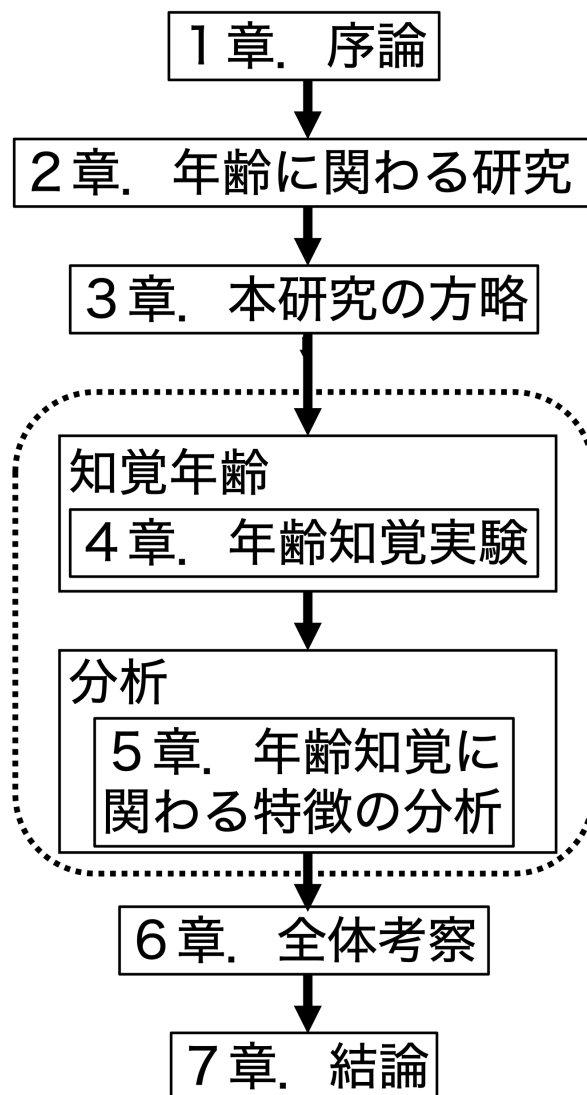 １章．序論
２章．年齢に関わる研究
３章．本研究の方略
知覚年齢
４章．年齢知覚実験
分析
５章．年齢知覚に
関わる特徴の分析
６章．全体考察
７章．結論